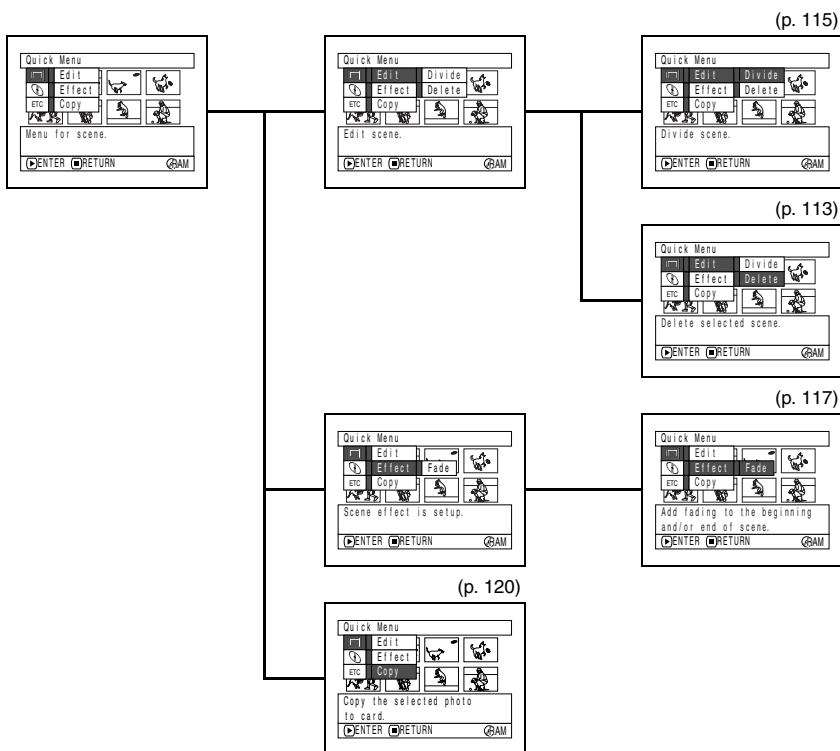 (p. 115)
Quick Menu
Edit
Effect
ETC Copy
Menu for scene.
ENTER RETURN RAM
Quick Menu
Edit Divide
Effect Delete
ETC Copy
Edit scene.
ENTER RETURN RAM
Quick Menu
Edit Divide
Effect Delete
ETC Copy
Divide scene.
ENTER RETURN RAM
(p. 113)
Quick Menu
Edit Divide
Effect Delete
ETC Copy
Delete selected scene.
ENTER RETURN RAM
(p. 117)
Quick Menu
Edit
Effect Fade
ETC Copy
Scene effect is setup.
ENTER RETURN RAM
Quick Menu
Edit
Effect Fade
ETC Copy
Add fading to the beginning
and/or end of scene.
ENTER RETURN RAM
(p. 120)
Quick Menu
Edit
Effect
ETC Copy
Copy the selected photo
to card.
ENTER RETURN RAM